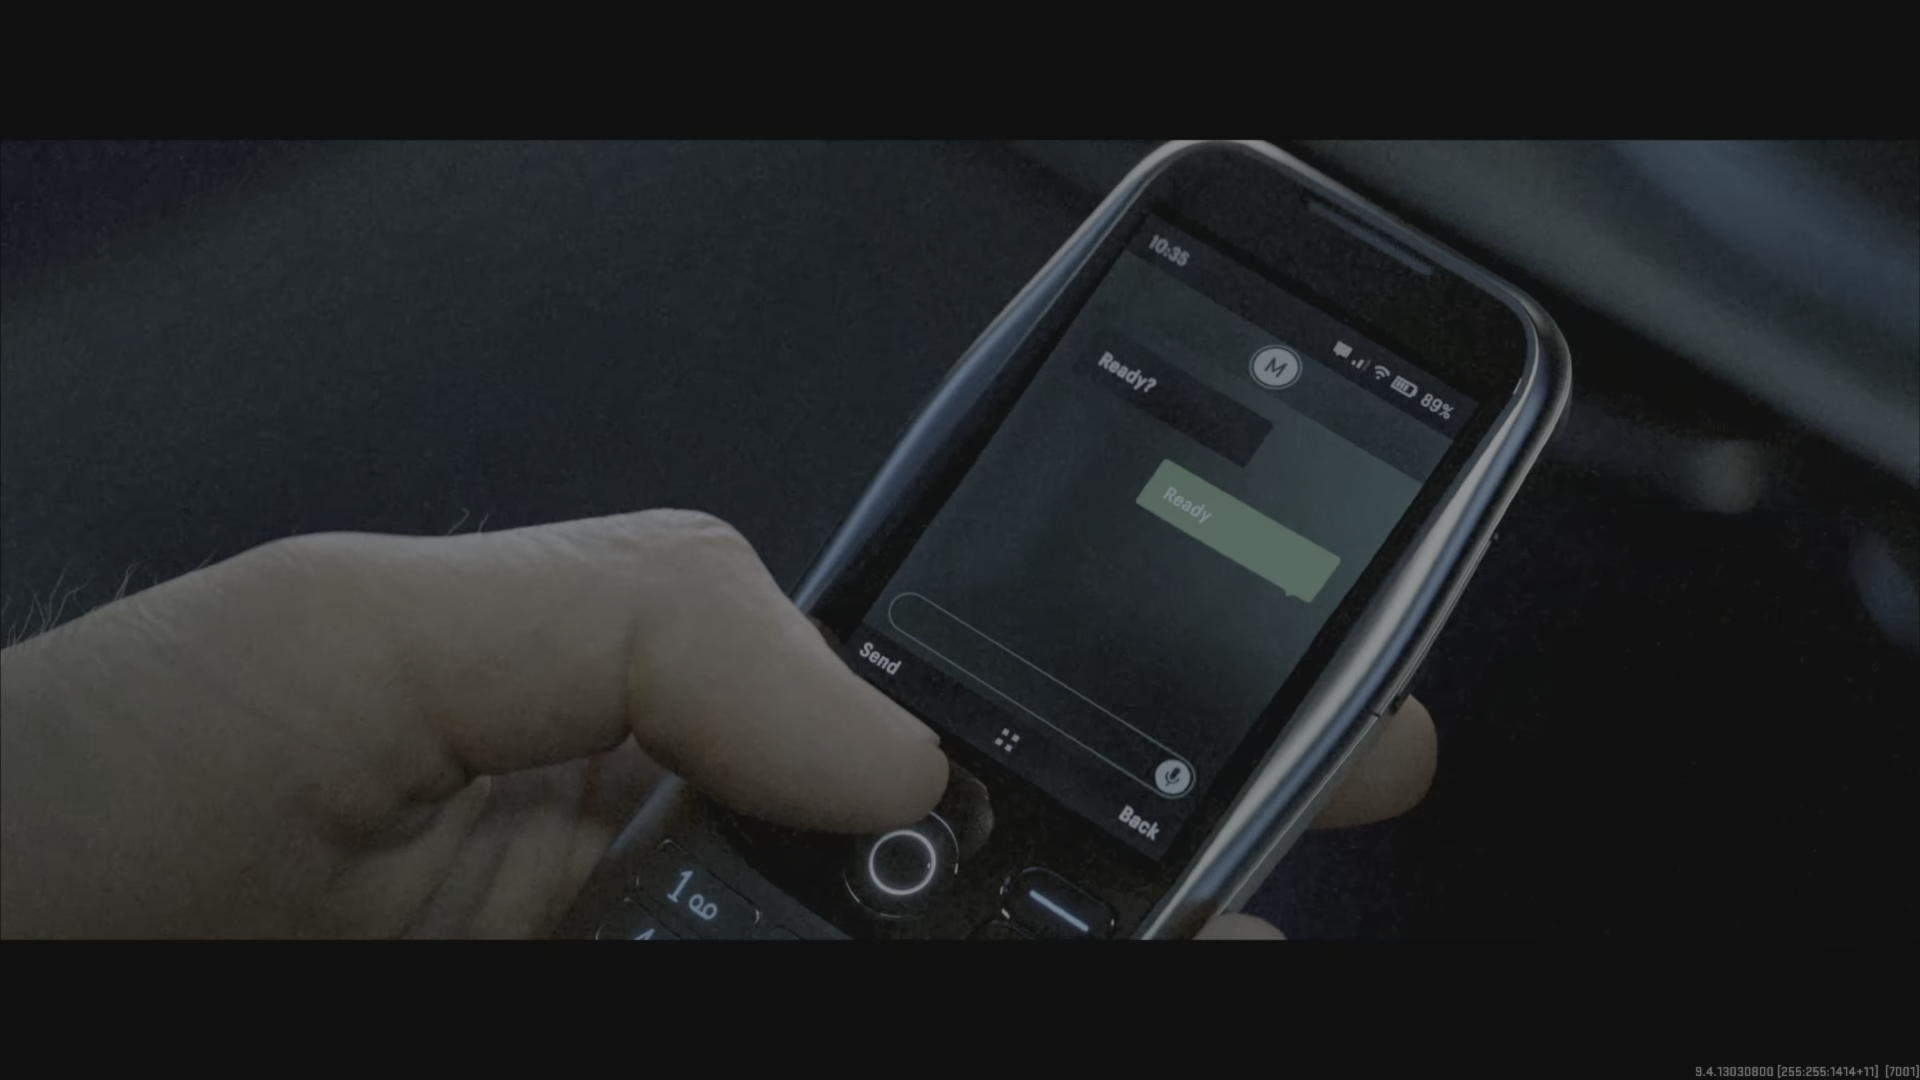 10:35
89%
M
Ready?
Ready
Send
Back
1
9.4.13030800 [255:255:1414+11] [7001]